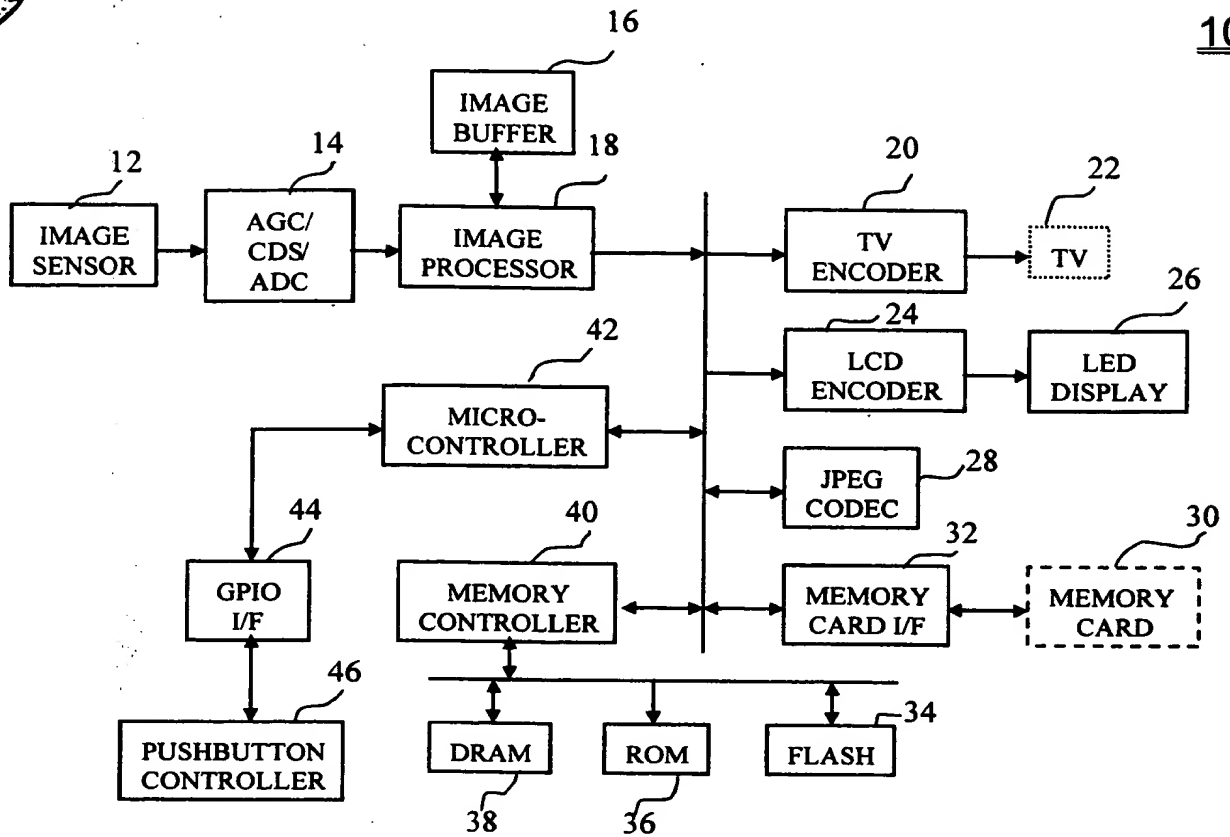 16
10
IMAGE
BUFFER
12
14
18
20
22
IMAGE
SENSOR
AGC/
CDS/
ADC
IMAGE
PROCESSOR
TV
ENCODER
TV
24
26
LCD
ENCODER
LED
DISPLAY
42
MICRO-
CONTROLLER
28
JPEG
CODEC
44
40
32
30
GPIO
I/F
MEMORY
CONTROLLER
MEMORY
CARD I/F
MEMORY
CARD
46
34
PUSHBUTTON
CONTROLLER
DRAM
ROM
FLASH
38
36